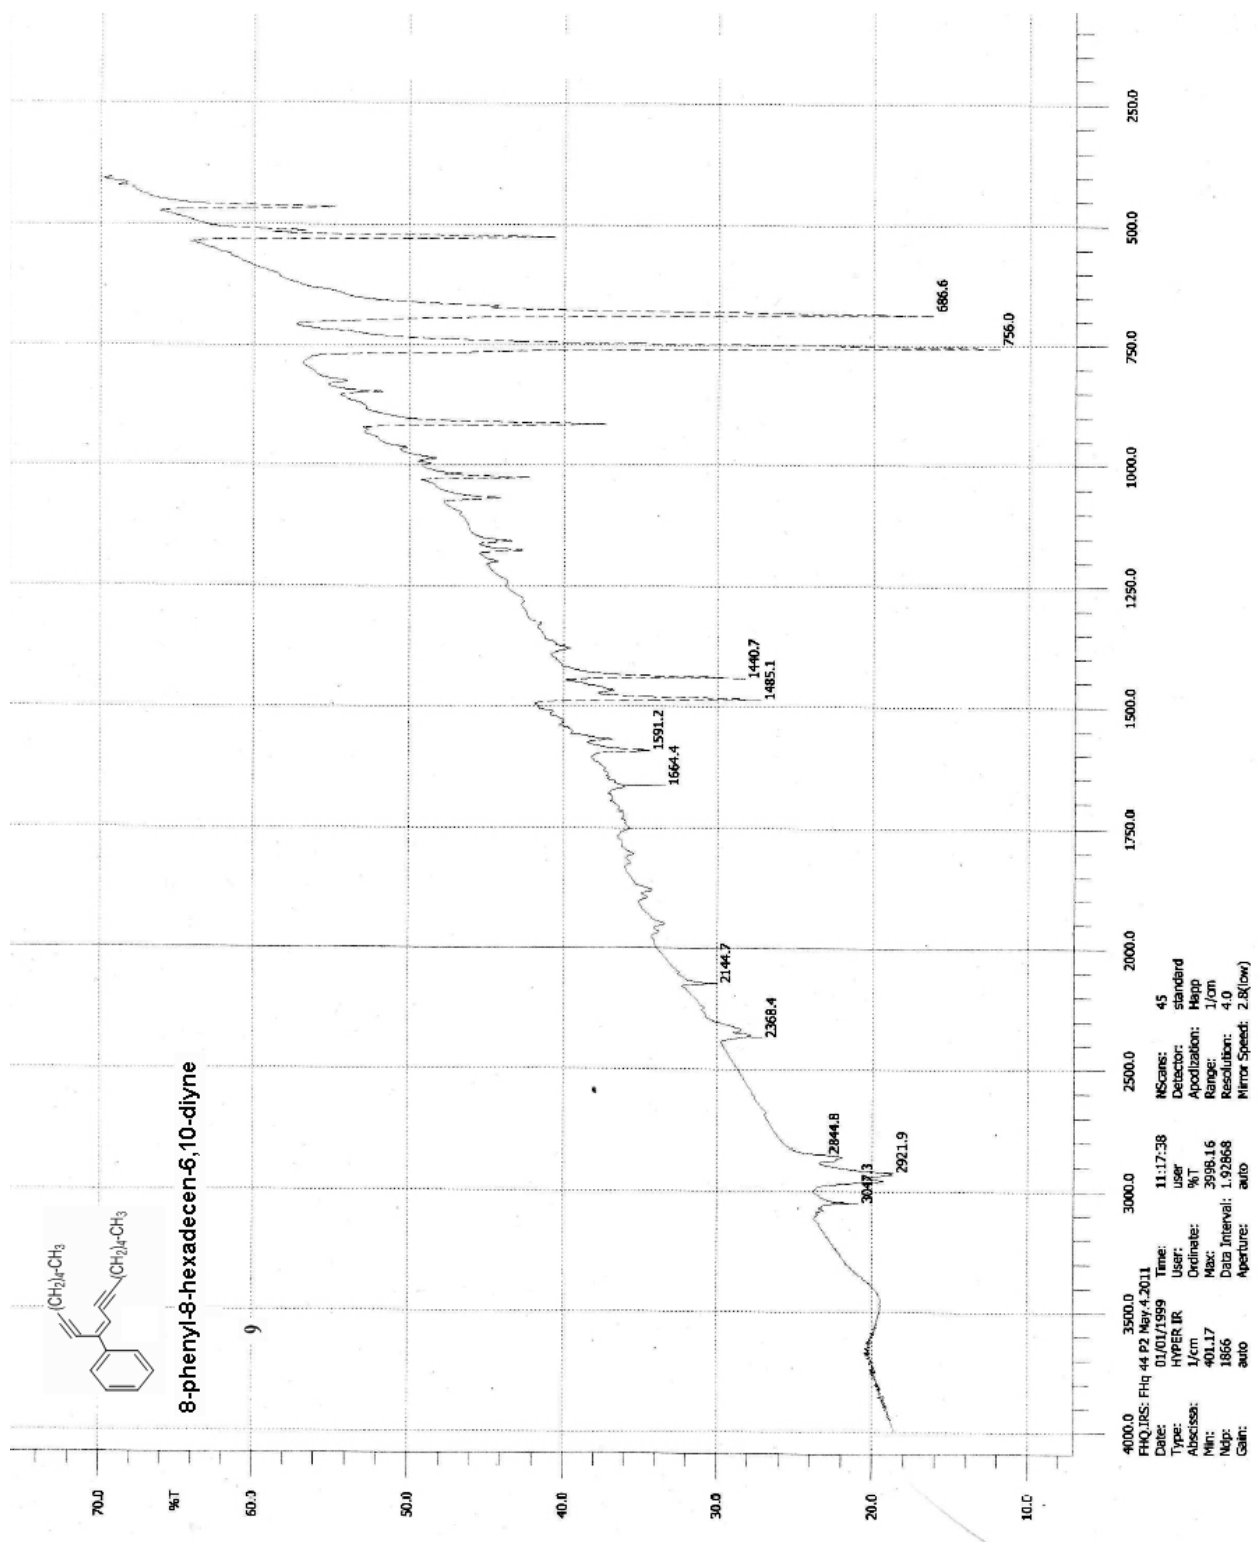 (CH₂)₄-CH₃
(CH₂)₄-CH₃
8-phenyl-8-hexadecen-6,10-diyne
9
70.0
%T
60.0
50.0
40.0
30.0
20.0
10.0
3047.3
2921.9
2844.8
2368.4
2144.7
1664.4
1591.2
1485.1
1440.7
756.0
686.6
4000.0 3500.0 3000.0 2500.0 2000.0 1750.0 1500.0 1250.0 1000.0 750.0 500.0 250.0
FHQ.IRS: FHq 44 P2 May.4.2011
Date: 01/01/1999 Time: 11:17:38 NScans: 45
Type: HYPER IR User: user Detector: standard
Abscissa: 1/cm Ordinate: %T Apodization: Happ
Min: 401.17 Max: 3998.16 Range: 1/cm
Ndp: 1866 Data Interval: 1.92868 Resolution: 4.0
Gain: auto Aperture: auto Mirror Speed: 2.8(low)